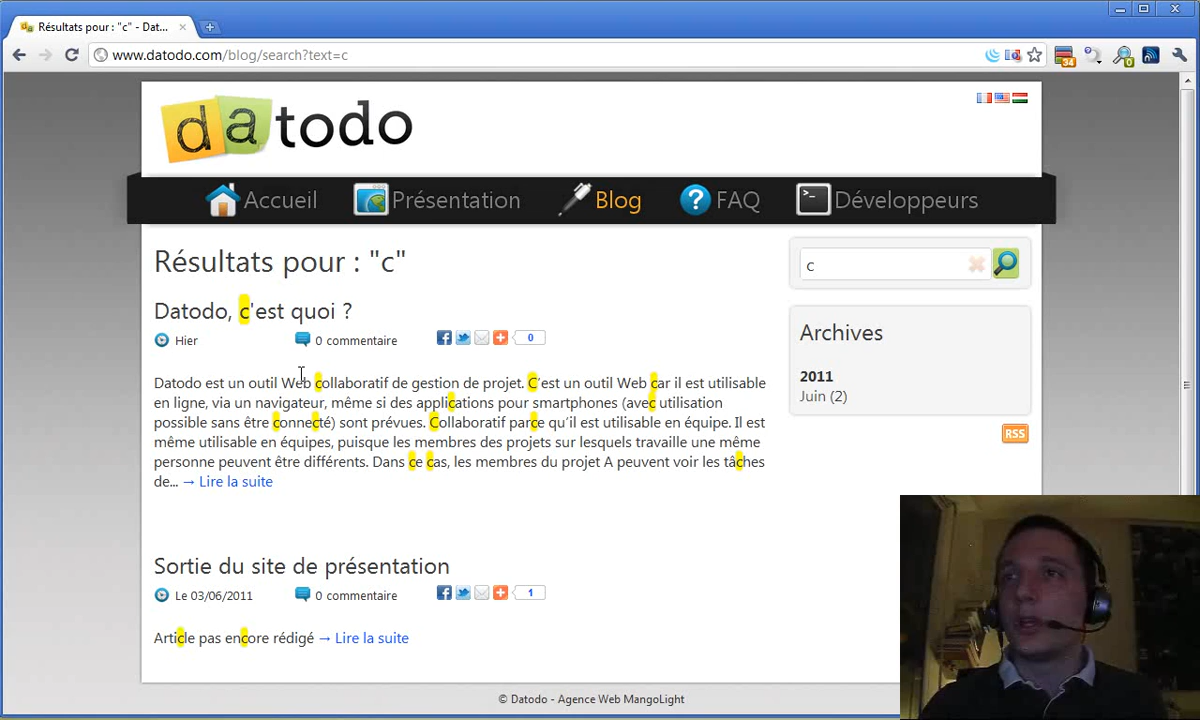 Résultats pour : "c" - Dat...
www.datodo.com/blog/search?text=c
34
0
datodo
Accueil
Présentation
Blog
FAQ
Développeurs
Résultats pour : "c"
c
Datodo, c'est quoi ?
Hier
0 commentaire
0
Datodo est un outil Web collaboratif de gestion de projet. C'est un outil Web car il est utilisable
en ligne, via un navigateur, même si des applications pour smartphones (avec utilisation
possible sans être connecté) sont prévues. Collaboratif parce qu'il est utilisable en équipe. Il est
même utilisable en équipes, puisque les membres des projets sur lesquels travaille une même
personne peuvent être différents. Dans ce cas, les membres du projet A peuvent voir les tâches
de... → Lire la suite
Archives
2011
Juin (2)
RSS
Sortie du site de présentation
Le 03/06/2011
0 commentaire
1
Article pas encore rédigé → Lire la suite
© Datodo - Agence Web MangoLight